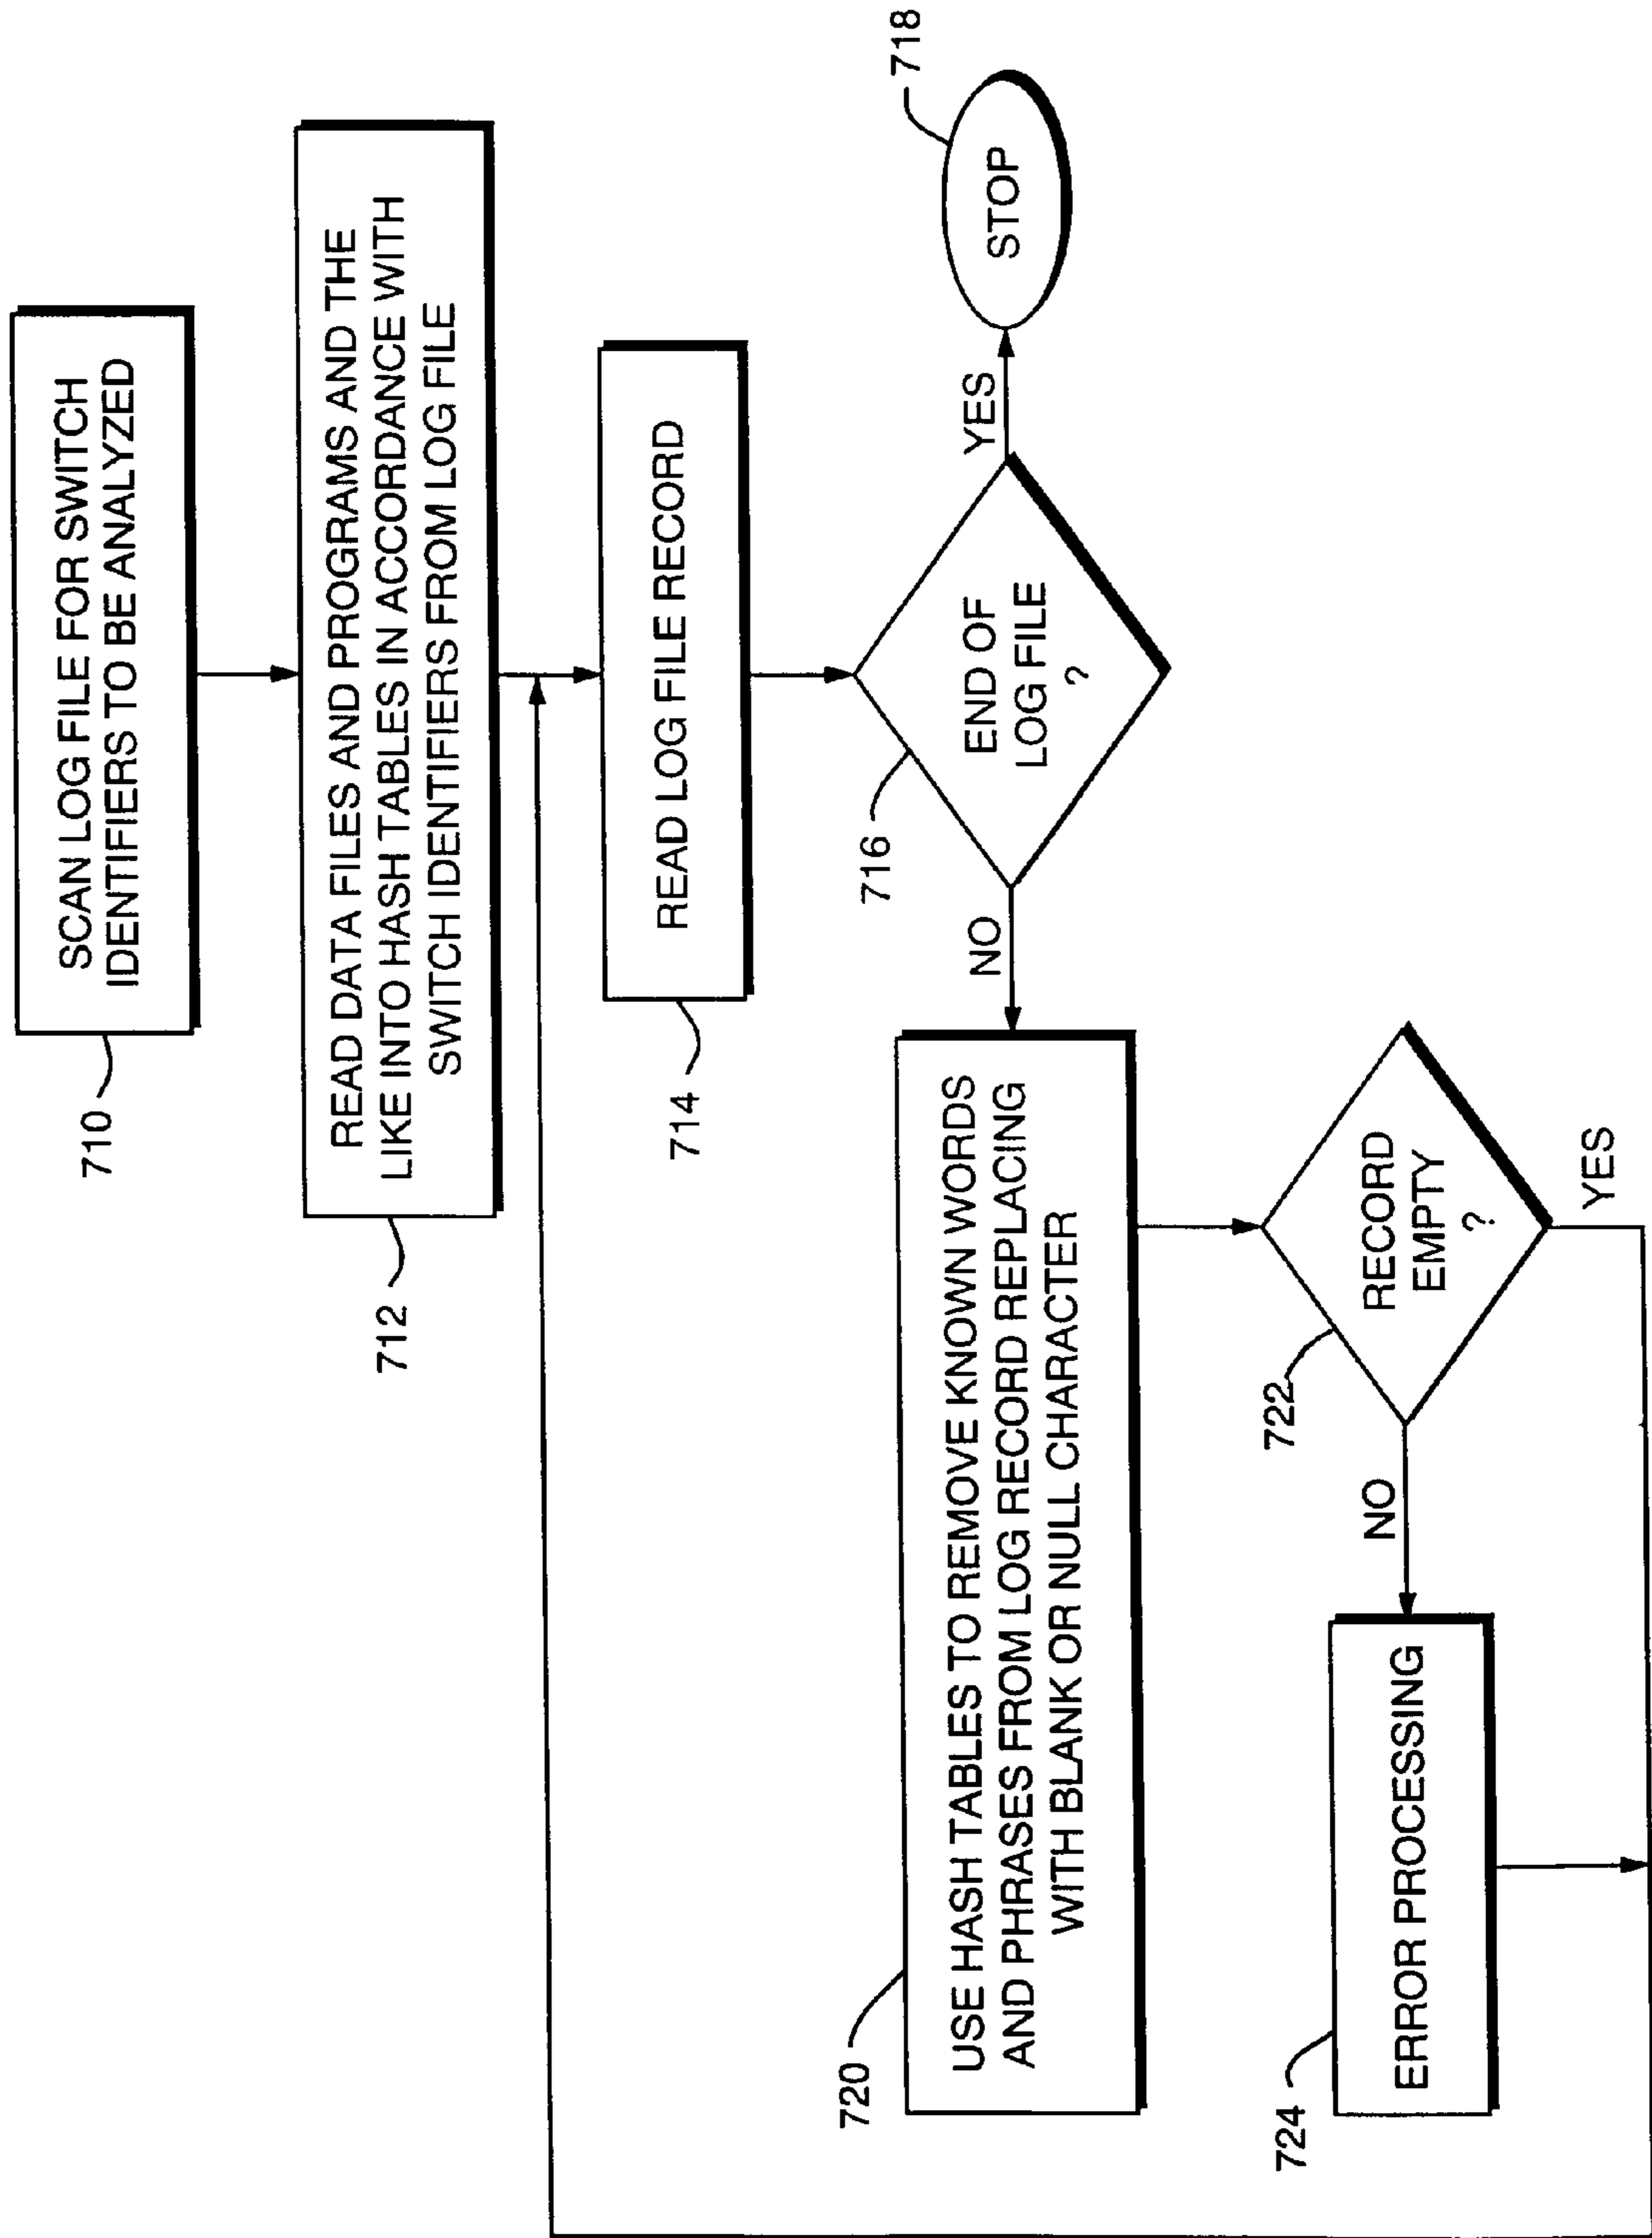 SCAN LOG FILE FOR SWITCH
IDENTIFIERS TO BE ANALYZED
710
READ DATA FILES AND PROGRAMS AND THE
LIKE INTO HASH TABLES IN ACCORDANCE WITH
SWITCH IDENTIFIERS FROM LOG FILE
712
READ LOG FILE RECORD
714
END OF
LOG FILE
?
716
YES
STOP
718
NO
USE HASH TABLES TO REMOVE KNOWN WORDS
AND PHRASES FROM LOG RECORD REPLACING
WITH BLANK OR NULL CHARACTER
720
RECORD
EMPTY
?
722
YES
NO
ERROR PROCESSING
724